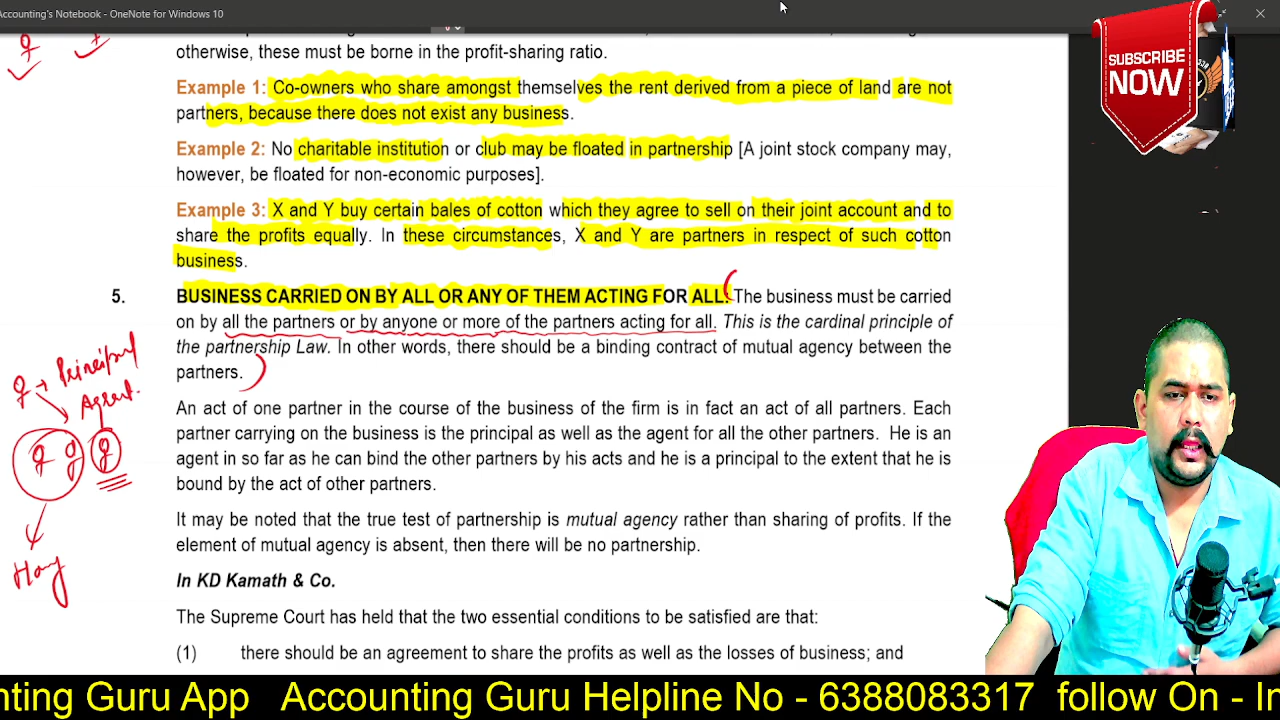 Accounting's Notebook - OneNote for Windows 10
otherwise, these must be borne in the profit-sharing ratio.
Example 1: Co-owners who share amongst themselves the rent derived from a piece of land are not
partners, because there does not exist any business.
Example 2: No charitable institution or club may be floated in partnership [A joint stock company may,
however, be floated for non-economic purposes].
Example 3: X and Y buy certain bales of cotton which they agree to sell on their joint account and to
share the profits equally. In these circumstances, X and Y are partners in respect of such cotton
business.
5. BUSINESS CARRIED ON BY ALL OR ANY OF THEM ACTING FOR ALL: The business must be carried
on by all the partners or by anyone or more of the partners acting for all. This is the cardinal principle of
the partnership Law. In other words, there should be a binding contract of mutual agency between the
partners.
An act of one partner in the course of the business of the firm is in fact an act of all partners. Each
partner carrying on the business is the principal as well as the agent for all the other partners. He is an
agent in so far as he can bind the other partners by his acts and he is a principal to the extent that he is
bound by the act of other partners.
It may be noted that the true test of partnership is mutual agency rather than sharing of profits. If the
element of mutual agency is absent, then there will be no partnership.
In KD Kamath & Co.
The Supreme Court has held that the two essential conditions to be satisfied are that:
(1) there should be an agreement to share the profits as well as the losses of business; and
Principal
Agent.
SUBSCRIBE
NOW
nting Guru App Accounting Guru Helpline No - 6388083317 follow On - In